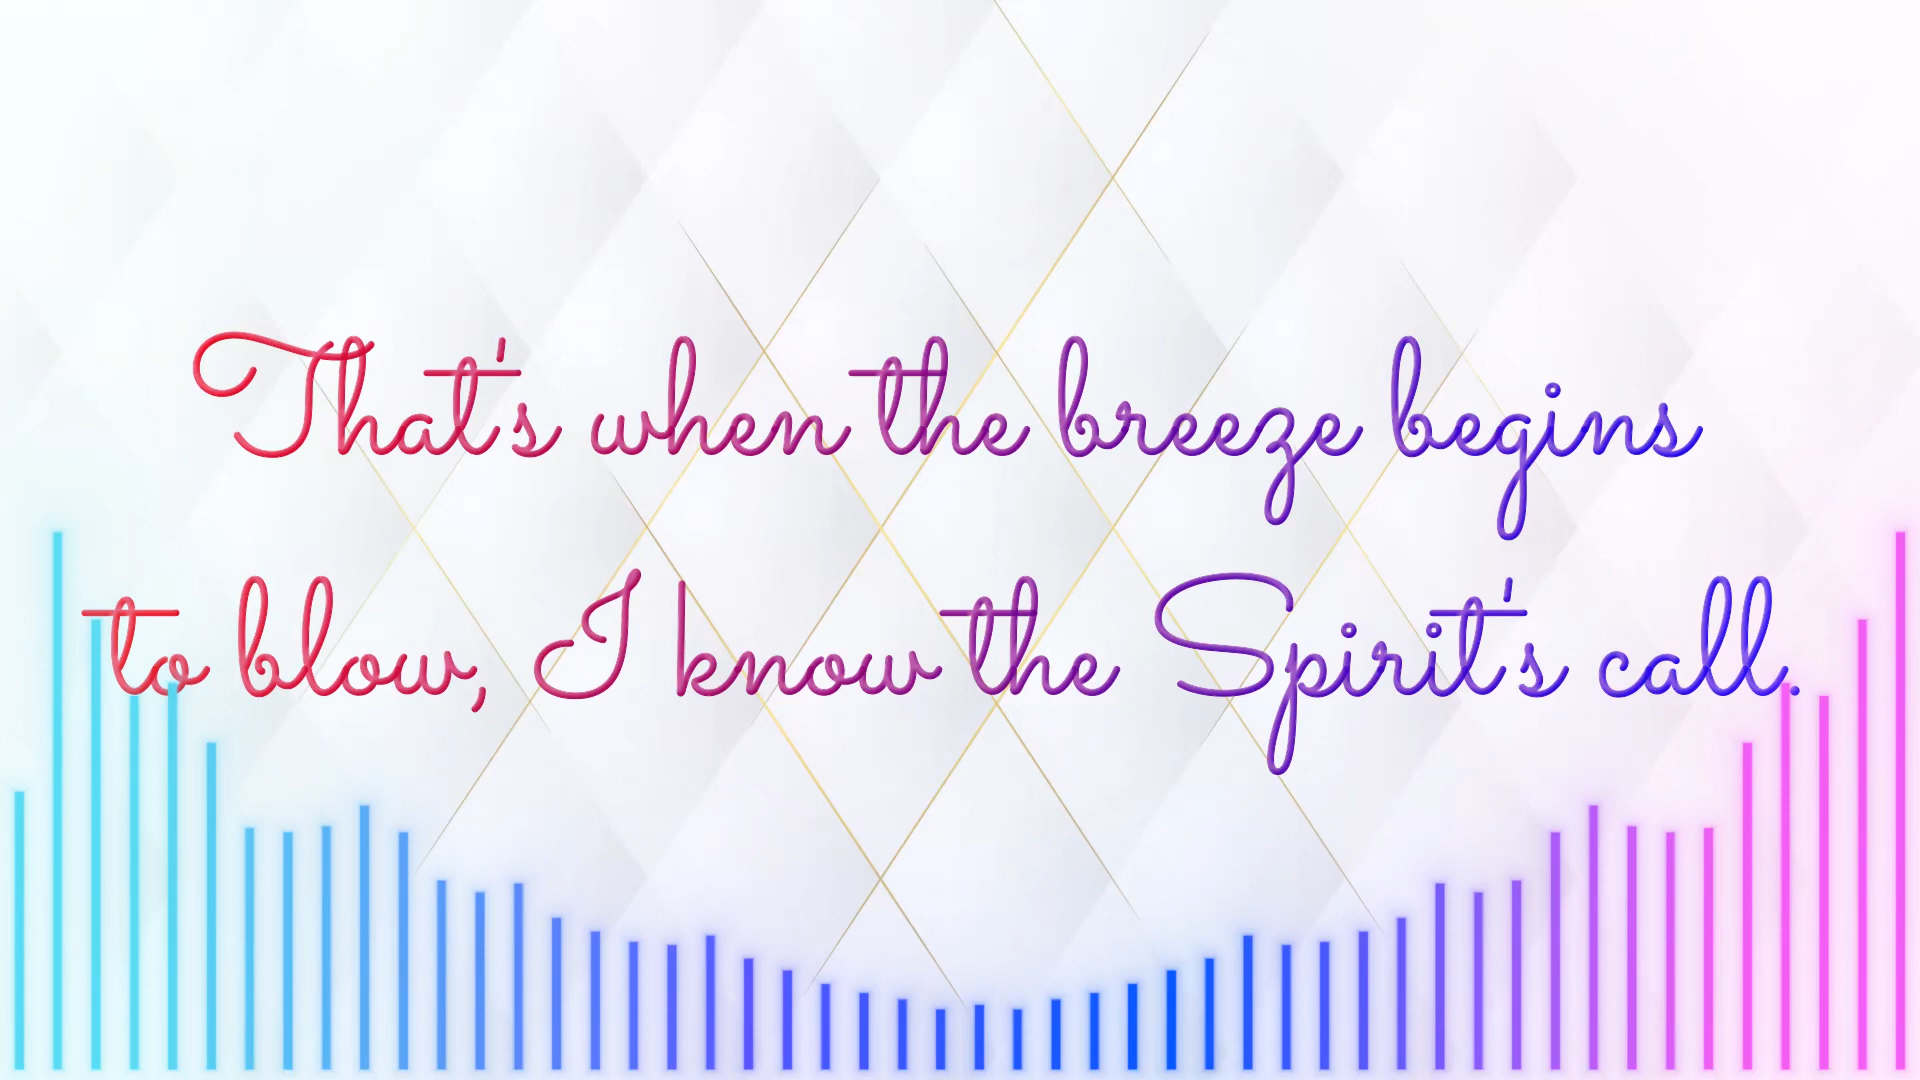 That's when the breeze begins
to blow, I know the Spirit's call.